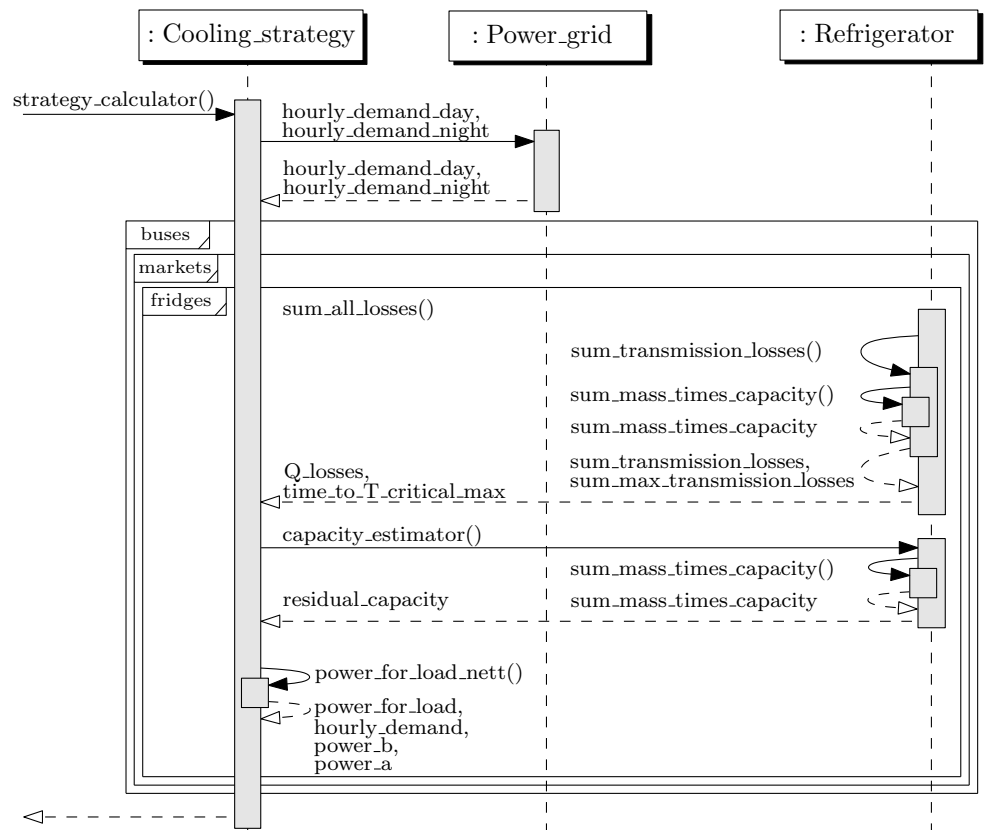 : Cooling_strategy
: Power_grid
: Refrigerator
strategy_calculator()
hourly_demand_day,
hourly_demand_night
hourly_demand_day,
hourly_demand_night
buses
markets
fridges
sum_all_losses()
sum_transmission_losses()
sum_mass_times_capacity()
sum_mass_times_capacity
sum_transmission_losses,
sum_max_transmission_losses
Q_losses,
time_to_T_critical_max
capacity_estimator()
sum_mass_times_capacity()
sum_mass_times_capacity
residual_capacity
power_for_load_nett()
power_for_load,
hourly_demand,
power_b,
power_a